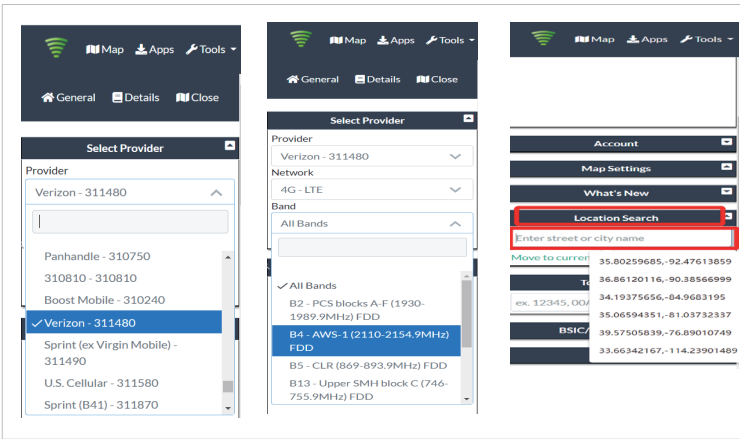 Map Apps Tools
General Details Close
Select Provider
Provider
Verizon - 311480
Panhandle - 310750
310810 - 310810
Boost Mobile - 310240
Verizon - 311480
Sprint (ex Virgin Mobile) -
311490
U.S. Cellular - 311580
Sprint (B41) - 311870
Map Apps Tools
General Details Close
Select Provider
Provider
Verizon - 311480
Network
4G - LTE
Band
All Bands
All Bands
B2 - PCS blocks A-F (1930-
1989.9MHz) FDD
B4 - AWS-1 (2110-2154.9MHz)
FDD
B5 - CLR (869-893.9MHz) FDD
B13 - Upper SMH block C (746-
755.9MHz) FDD
Map Apps Tools
Account
Map Settings
What's New
Location Search
Enter street or city name
Move to curren
35.80259685,-92.47613859
36.86120116,-90.38566999
34.19375656,-84.9683195
ex. 12345, 00/
35.06594351,-81.03732337
BSIC/
39.57505839,-76.89010749
33.66342167,-114.23901489